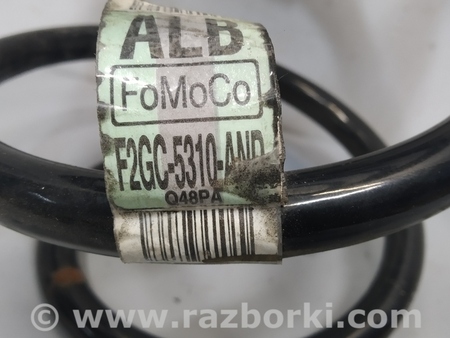 ALB
FoMoCo
F2GC-5310-AND
Q48PA
www.razborki.com